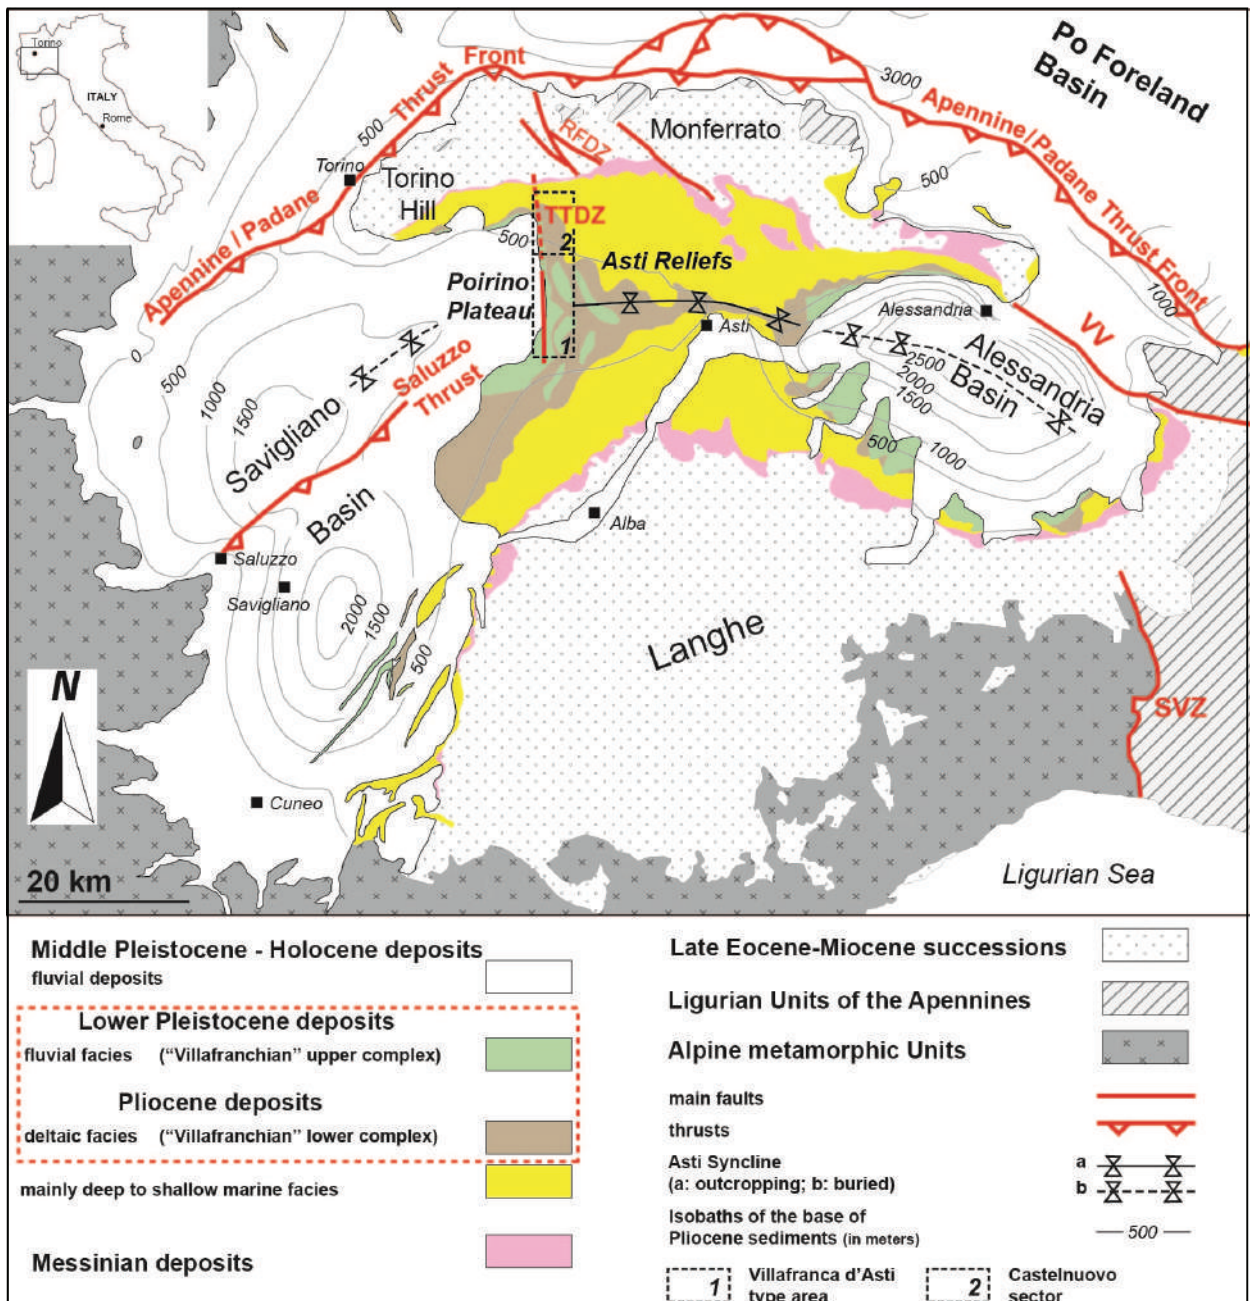 Torino
ITALY
Rome
Po Foreland
Basin
3000
Apennine/Padane Thrust Front
Apennine / Padane Thrust Front
500
Torino
Torino
Hill
RFDZ
Monferrato
500
TTDZ
500
2
Asti Reliefs
Poirino
Plateau
1
Asti
Alessandria
1000
VV
Alessandria
Basin
2500
2000
1500
500
1000
0
500
1000
1500
Savigliano
Basin
Saluzzo
Thrust
Alba
Saluzzo
Savigliano
2000
1500
500
Langhe
SVZ
N
Cuneo
20 km
Ligurian Sea
Middle Pleistocene - Holocene deposits
fluvial deposits
Lower Pleistocene deposits
fluvial facies ("Villafranchian" upper complex)
Pliocene deposits
deltaic facies ("Villafranchian" lower complex)
mainly deep to shallow marine facies
Messinian deposits
Late Eocene-Miocene successions
Ligurian Units of the Apennines
Alpine metamorphic Units
main faults
thrusts
Asti Syncline
(a: outcropping; b: buried)
a
b
Isobaths of the base of
Pliocene sediments (in meters)
500
1
Villafranca d'Asti
type area
2
Castelnuovo
sector